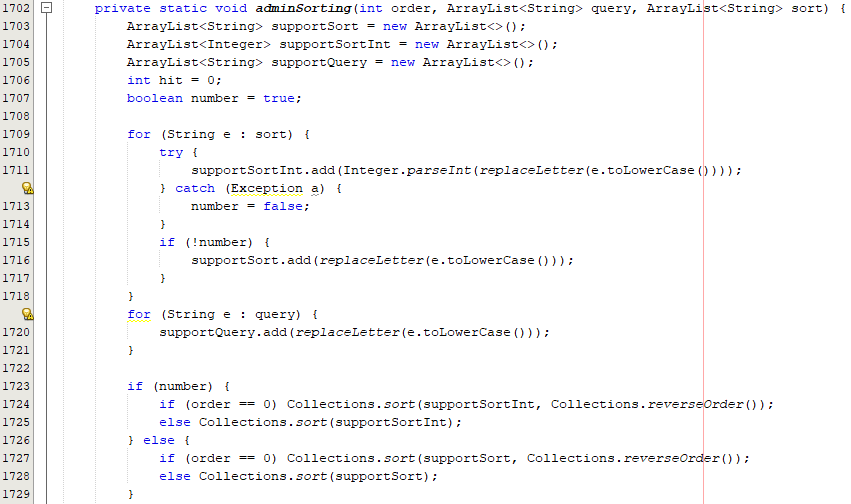 1702 private static void adminSorting(int order, ArrayList<String> query, ArrayList<String> sort) {
1703 ArrayList<String> supportSort = new ArrayList<>();
1704 ArrayList<Integer> supportSortInt = new ArrayList<>();
1705 ArrayList<String> supportQuery = new ArrayList<>();
1706 int hit = 0;
1707 boolean number = true;
1708
1709 for (String e : sort) {
1710 try {
1711 supportSortInt.add(Integer.parseInt(replaceLetter(e.toLowerCase())));
} catch (Exception a) {
1713 number = false;
1714 }
1715 if (!number) {
1716 supportSort.add(replaceLetter(e.toLowerCase()));
1717 }
1718 }
for (String e : query) {
1720 supportQuery.add(replaceLetter(e.toLowerCase()));
1721 }
1722
1723 if (number) {
1724 if (order == 0) Collections.sort(supportSortInt, Collections.reverseOrder());
1725 else Collections.sort(supportSortInt);
1726 } else {
1727 if (order == 0) Collections.sort(supportSort, Collections.reverseOrder());
1728 else Collections.sort(supportSort);
1729 }